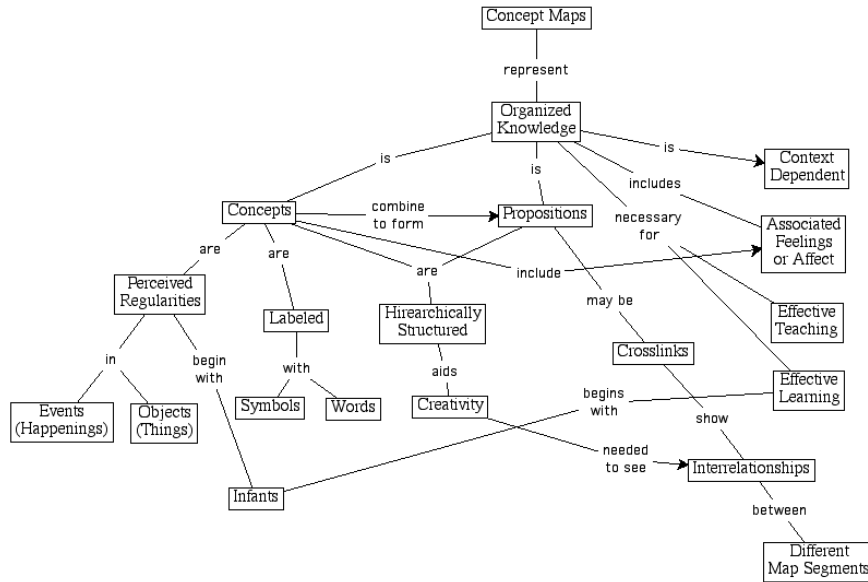 Concept Maps
represent
Organized
Knowledge
is
is
is
Context
Dependent
includes
Concepts
combine
to form
Propositions
necessary
for
Associated
Feelings
or Affect
are
are
are
include
Perceived
Regularities
Labeled
Hirearchically
Structured
may be
Effective
Teaching
in
begin
with
with
aids
Crosslinks
Events
(Happenings)
Objects
(Things)
Symbols
Words
Creativity
begins
with
Effective
Learning
show
needed
to see
Interrelationships
Infants
between
Different
Map Segments